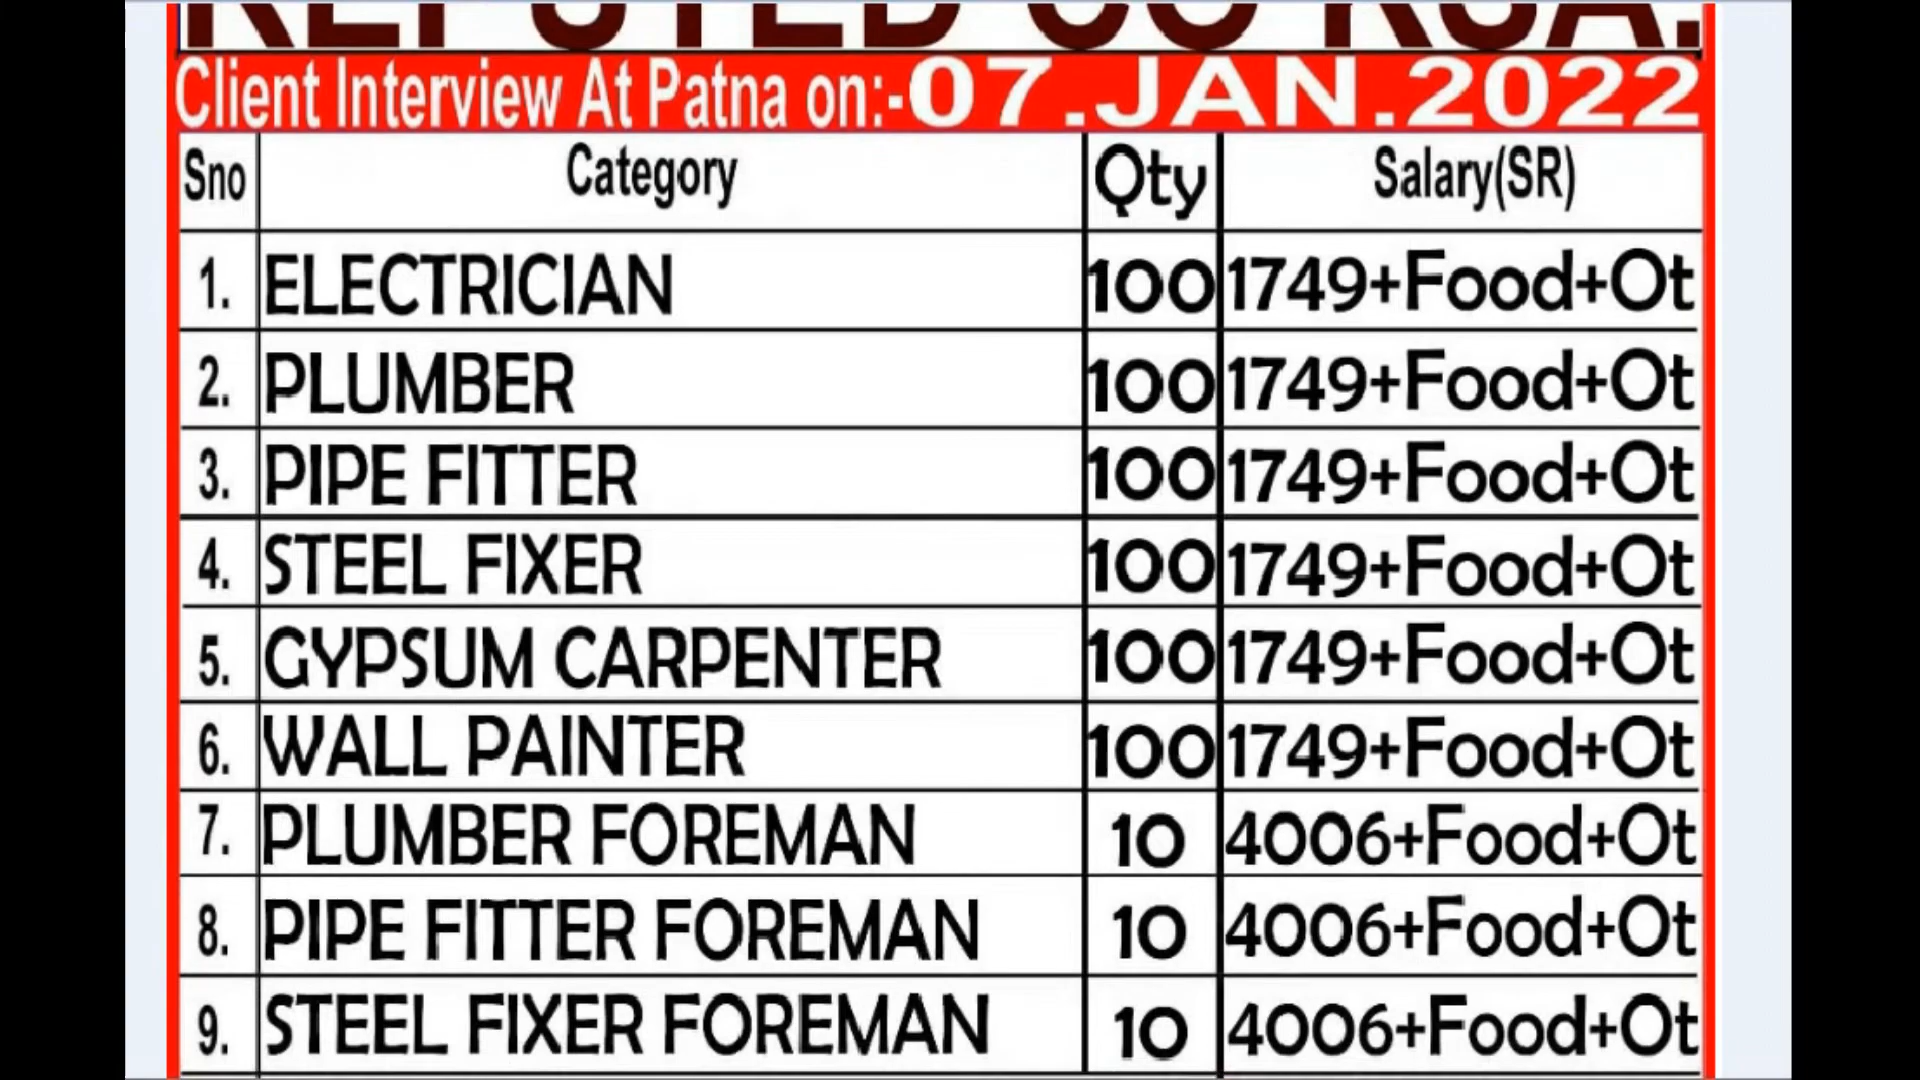 REPUTED CO KSA.
Client Interview At Patna on:-07.JAN.2022
Sno Category Qty Salary(SR)
1. ELECTRICIAN 100 1749+Food+Ot
2. PLUMBER 100 1749+Food+Ot
3. PIPE FITTER 100 1749+Food+Ot
4. STEEL FIXER 100 1749+Food+Ot
5. GYPSUM CARPENTER 100 1749+Food+Ot
6. WALL PAINTER 100 1749+Food+Ot
7. PLUMBER FOREMAN 10 4006+Food+Ot
8. PIPE FITTER FOREMAN 10 4006+Food+Ot
9. STEEL FIXER FOREMAN 10 4006+Food+Ot